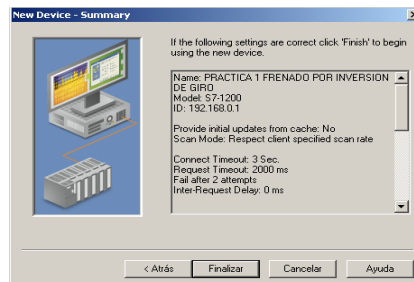 New Device - Summary
If the following settings are correct click 'Finish' to begin
using the new device.
Name: PRACTICA 1 FRENADO POR INVERSION
DE GIRO
Model: S7-1200
ID: 192.168.0.1
Provide initial updates from cache: No
Scan Mode: Respect client specified scan rate
Connect Timeout: 3 Sec.
Request Timeout: 2000 ms
Fail after 2 attempts
Inter-Request Delay: 0 ms
< Atrás Finalizar Cancelar Ayuda